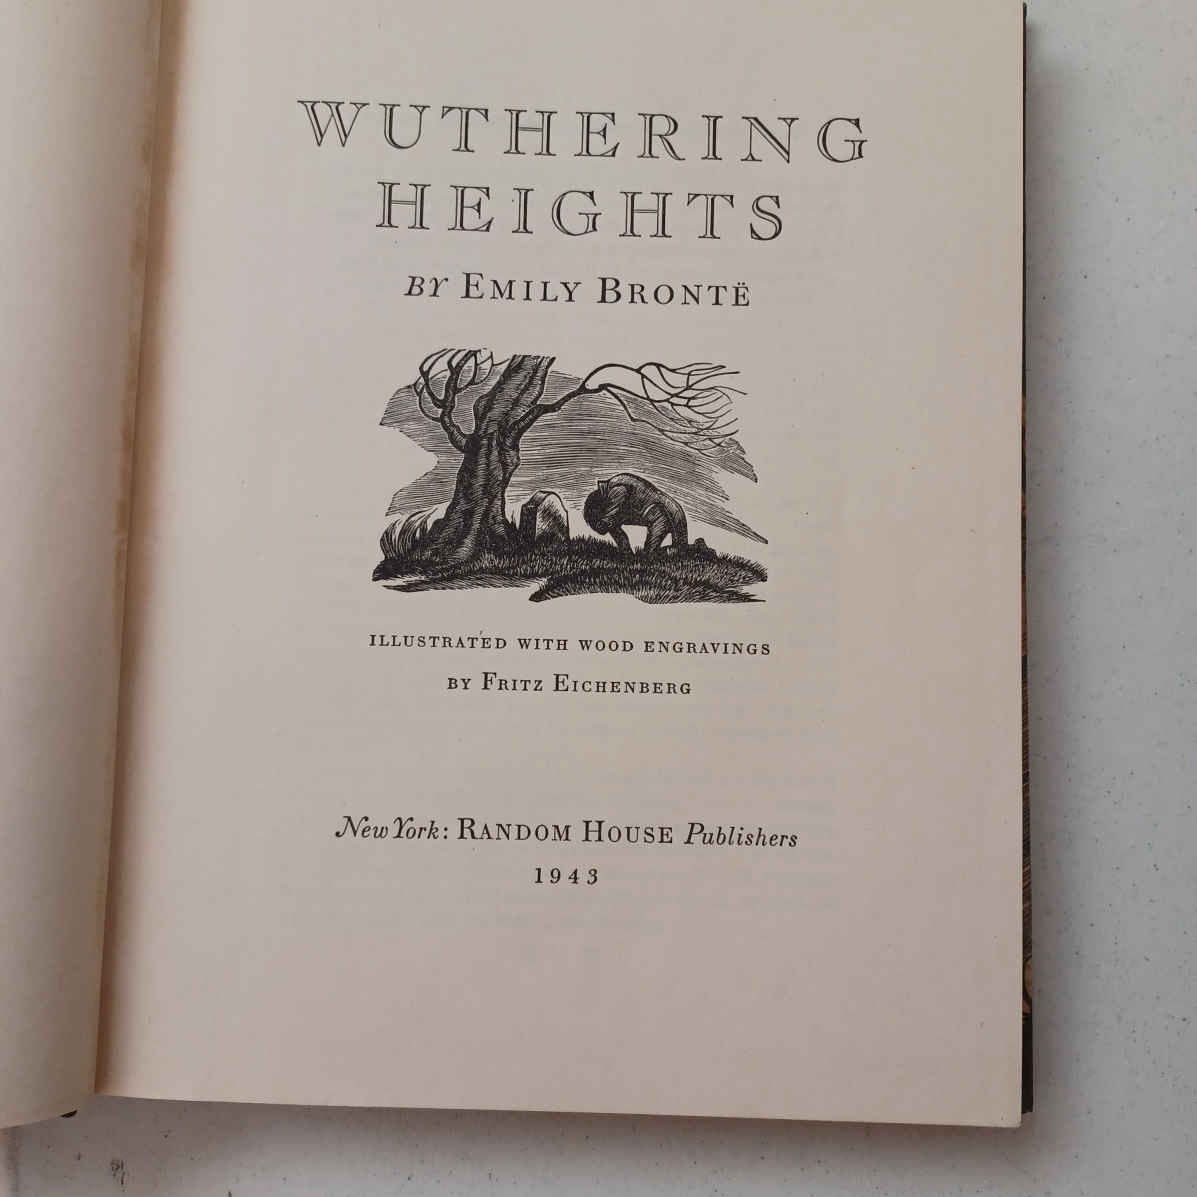 WUTHERING
HEIGHTS
BY EMILY BRONTË
ILLUSTRATED WITH WOOD ENGRAVINGS
BY FRITZ EICHENBERG
New York: RANDOM HOUSE Publishers
1943